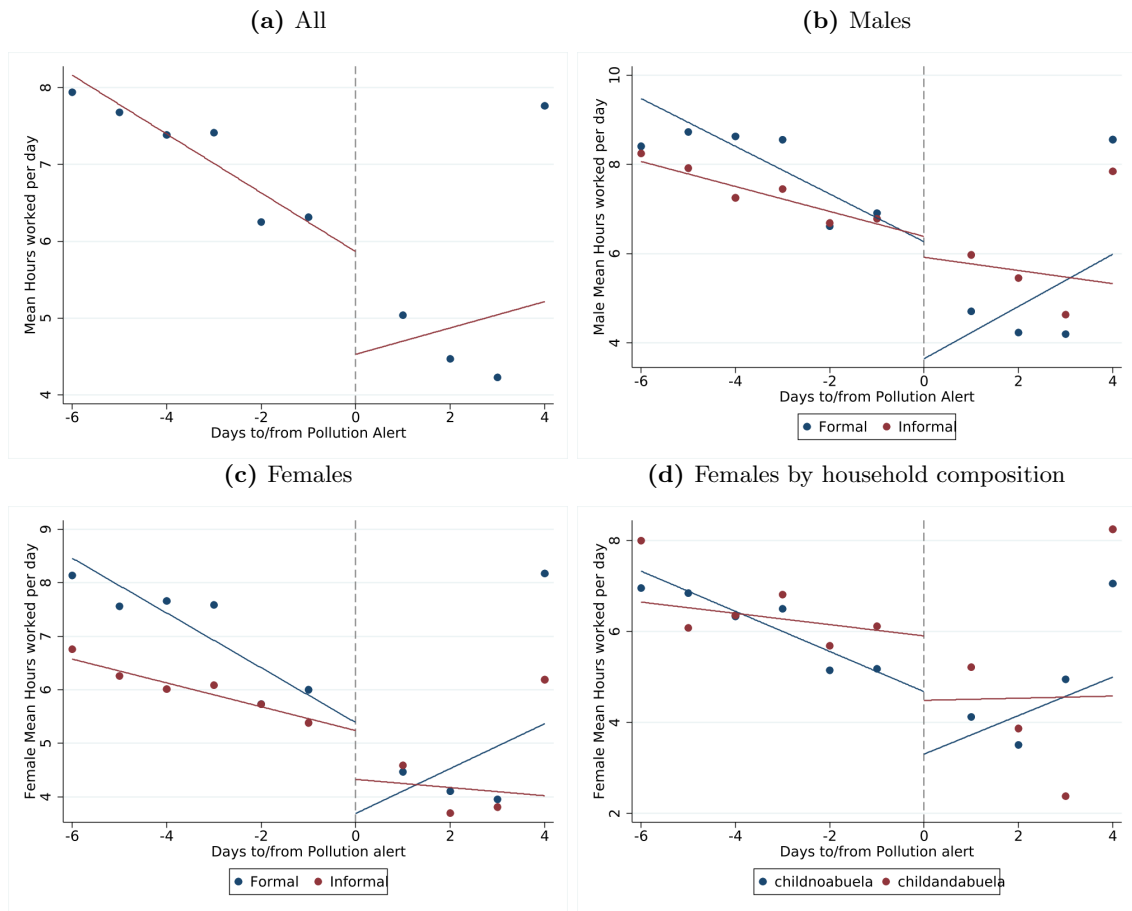 (a) All
Mean Hours worked per day
8
7
6
5
4
-6 -4 -2 0 2 4
Days to/from Pollution Alert
(b) Males
Male Mean Hours worked per day
10
8
6
4
-6 -4 -2 0 2 4
Days to/from Pollution Alert
Formal Informal
(c) Females
Female Mean Hours worked per day
9
8
7
6
5
4
-6 -4 -2 0 2 4
Days to/from Pollution alert
Formal Informal
(d) Females by household composition
Female Mean Hours worked per day
8
6
4
2
-6 -4 -2 0 2 4
Days to/from Pollution alert
childnoabuela childandabuela